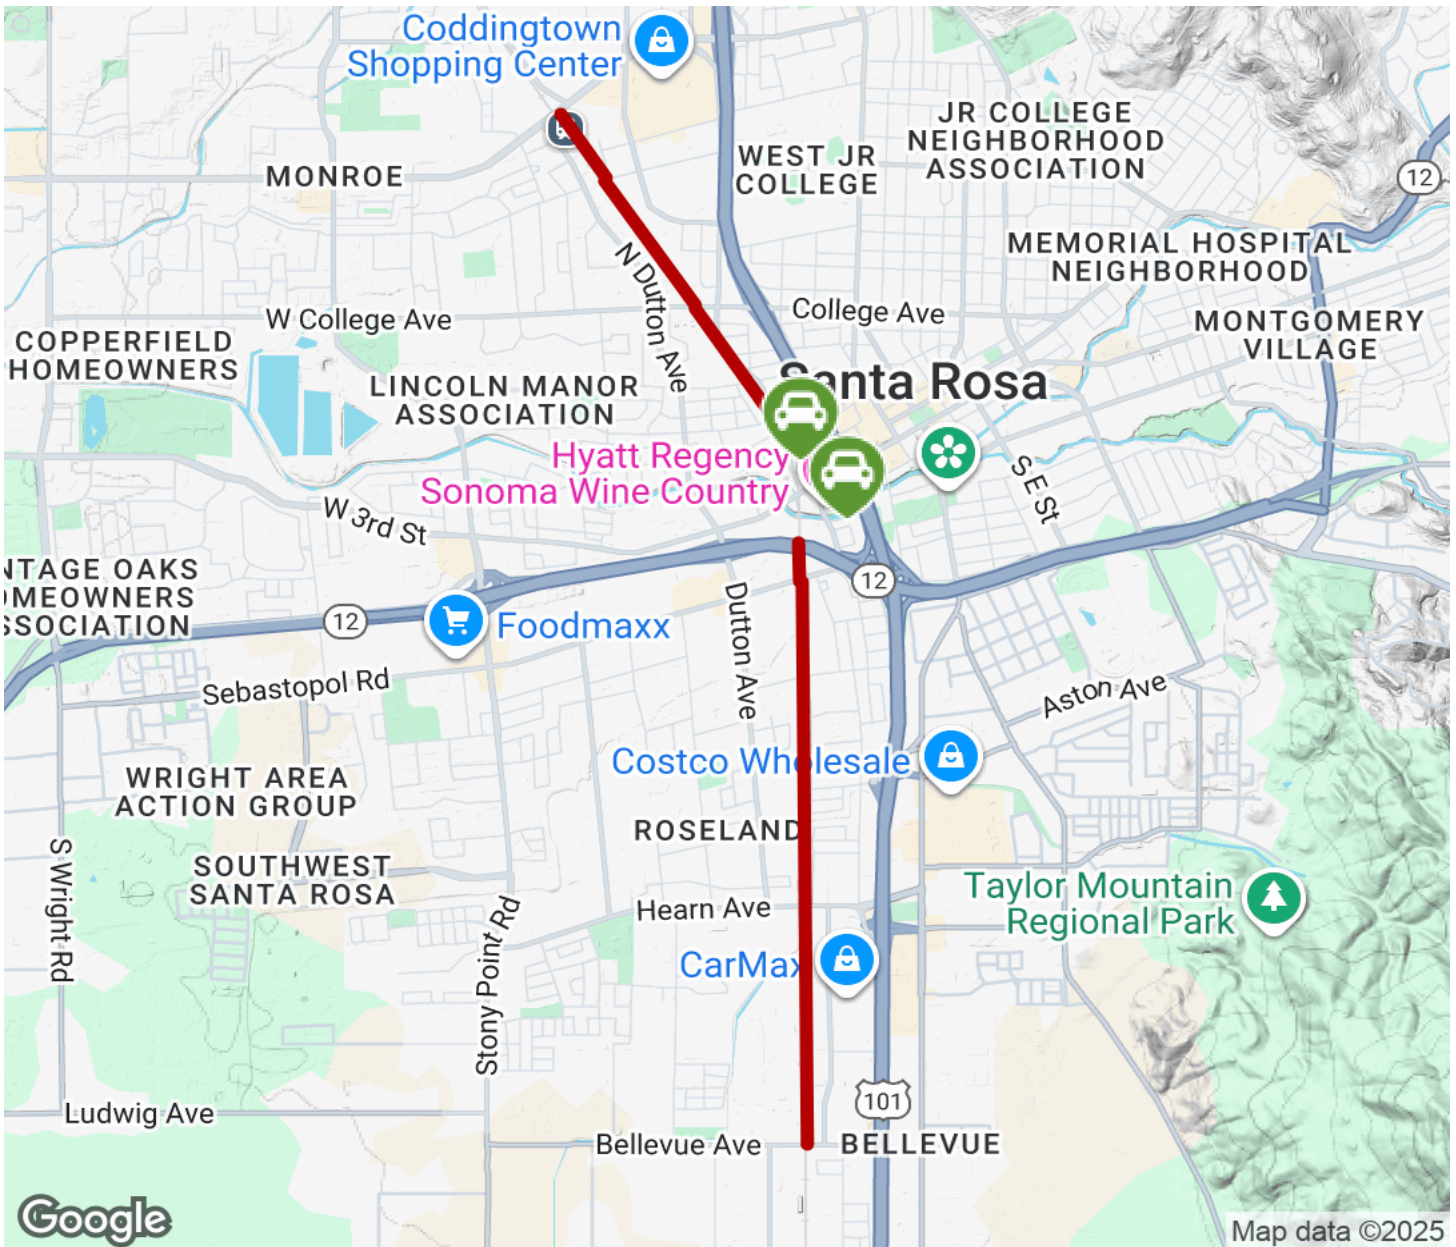 Coddingtown
Shopping Center
JR COLLEGE
NEIGHBORHOOD
ASSOCIATION
WEST JR
COLLEGE
12
MONROE
MEMORIAL HOSPITAL
NEIGHBORHOOD
N Dutton Ave
College Ave
W College Ave
MONTGOMERY
VILLAGE
COPPERFIELD
HOMEOWNERS
LINCOLN MANOR
ASSOCIATION
Santa Rosa
Hyatt Regency
Sonoma Wine Country
S E St
W 3rd St
NTAGE OAKS
OMEOWNERS
SSOCIATION
12
12
Foodmaxx
Dutton Ave
Sebastopol Rd
Aston Ave
Costco Wholesale
WRIGHT AREA
ACTION GROUP
ROSELAND
S Wright Rd
SOUTHWEST
SANTA ROSA
Taylor Mountain
Regional Park
Hearn Ave
Stony Point Rd
CarMax
101
Ludwig Ave
Bellevue Ave
BELLEVUE
Google
Map data ©2025